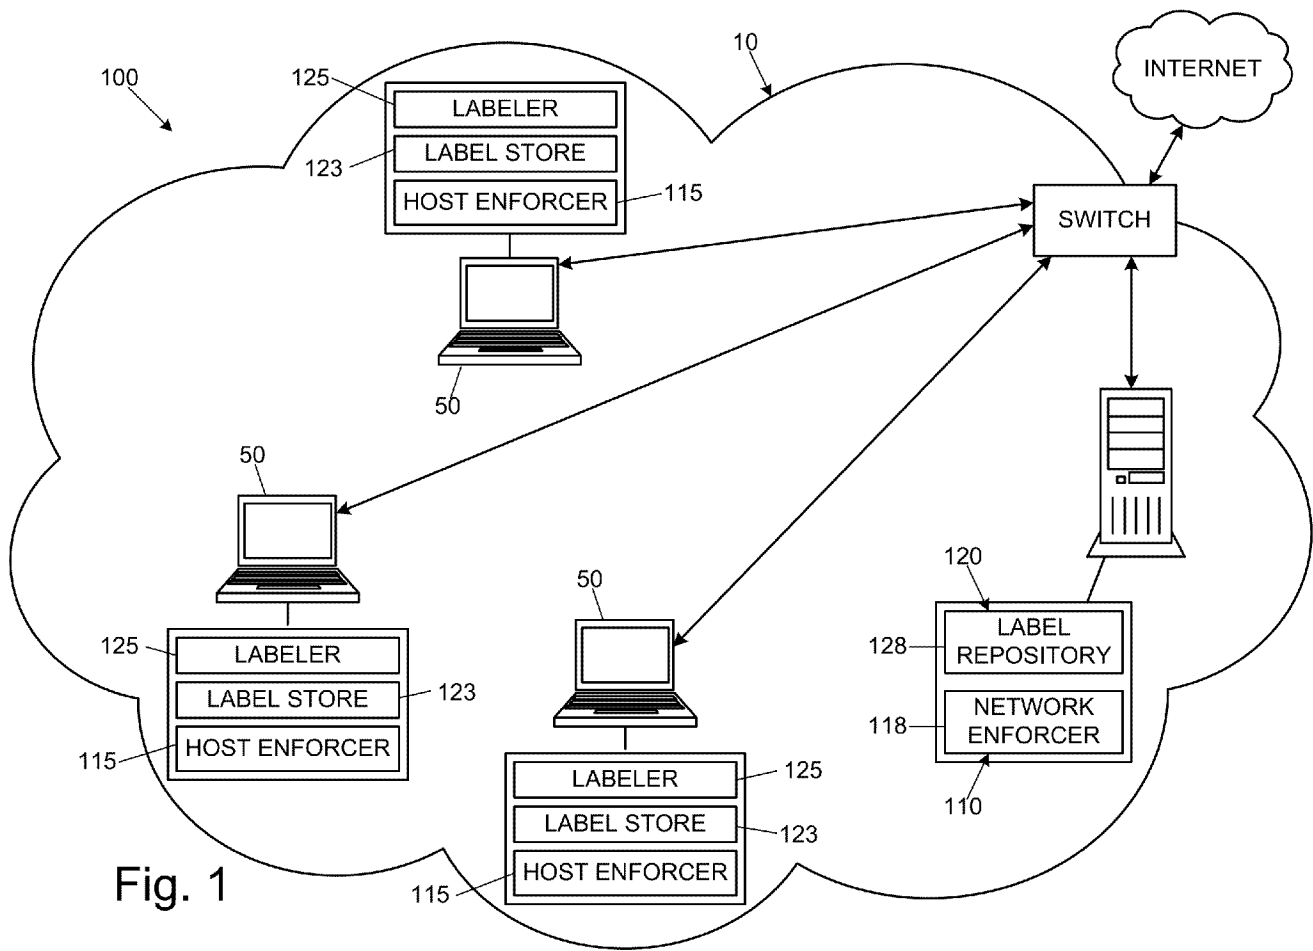 10
INTERNET
100
125
LABELER
123
LABEL STORE
HOST ENFORCER
115
SWITCH
50
50
120
LABEL
REPOSITORY
128
50
125
LABELER
LABEL STORE
123
115
HOST ENFORCER
118
NETWORK
ENFORCER
110
LABELER
125
LABEL STORE
123
115
HOST ENFORCER
Fig. 1